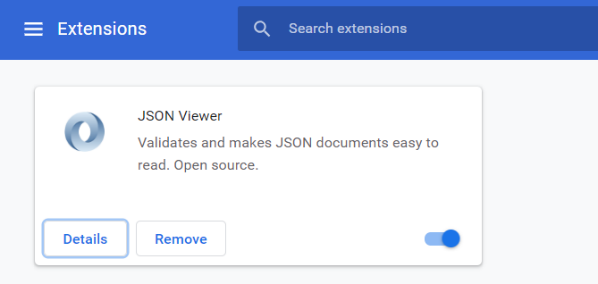 Extensions
Search extensions
JSON Viewer
Validates and makes JSON documents easy to
read. Open source.
Details
Remove